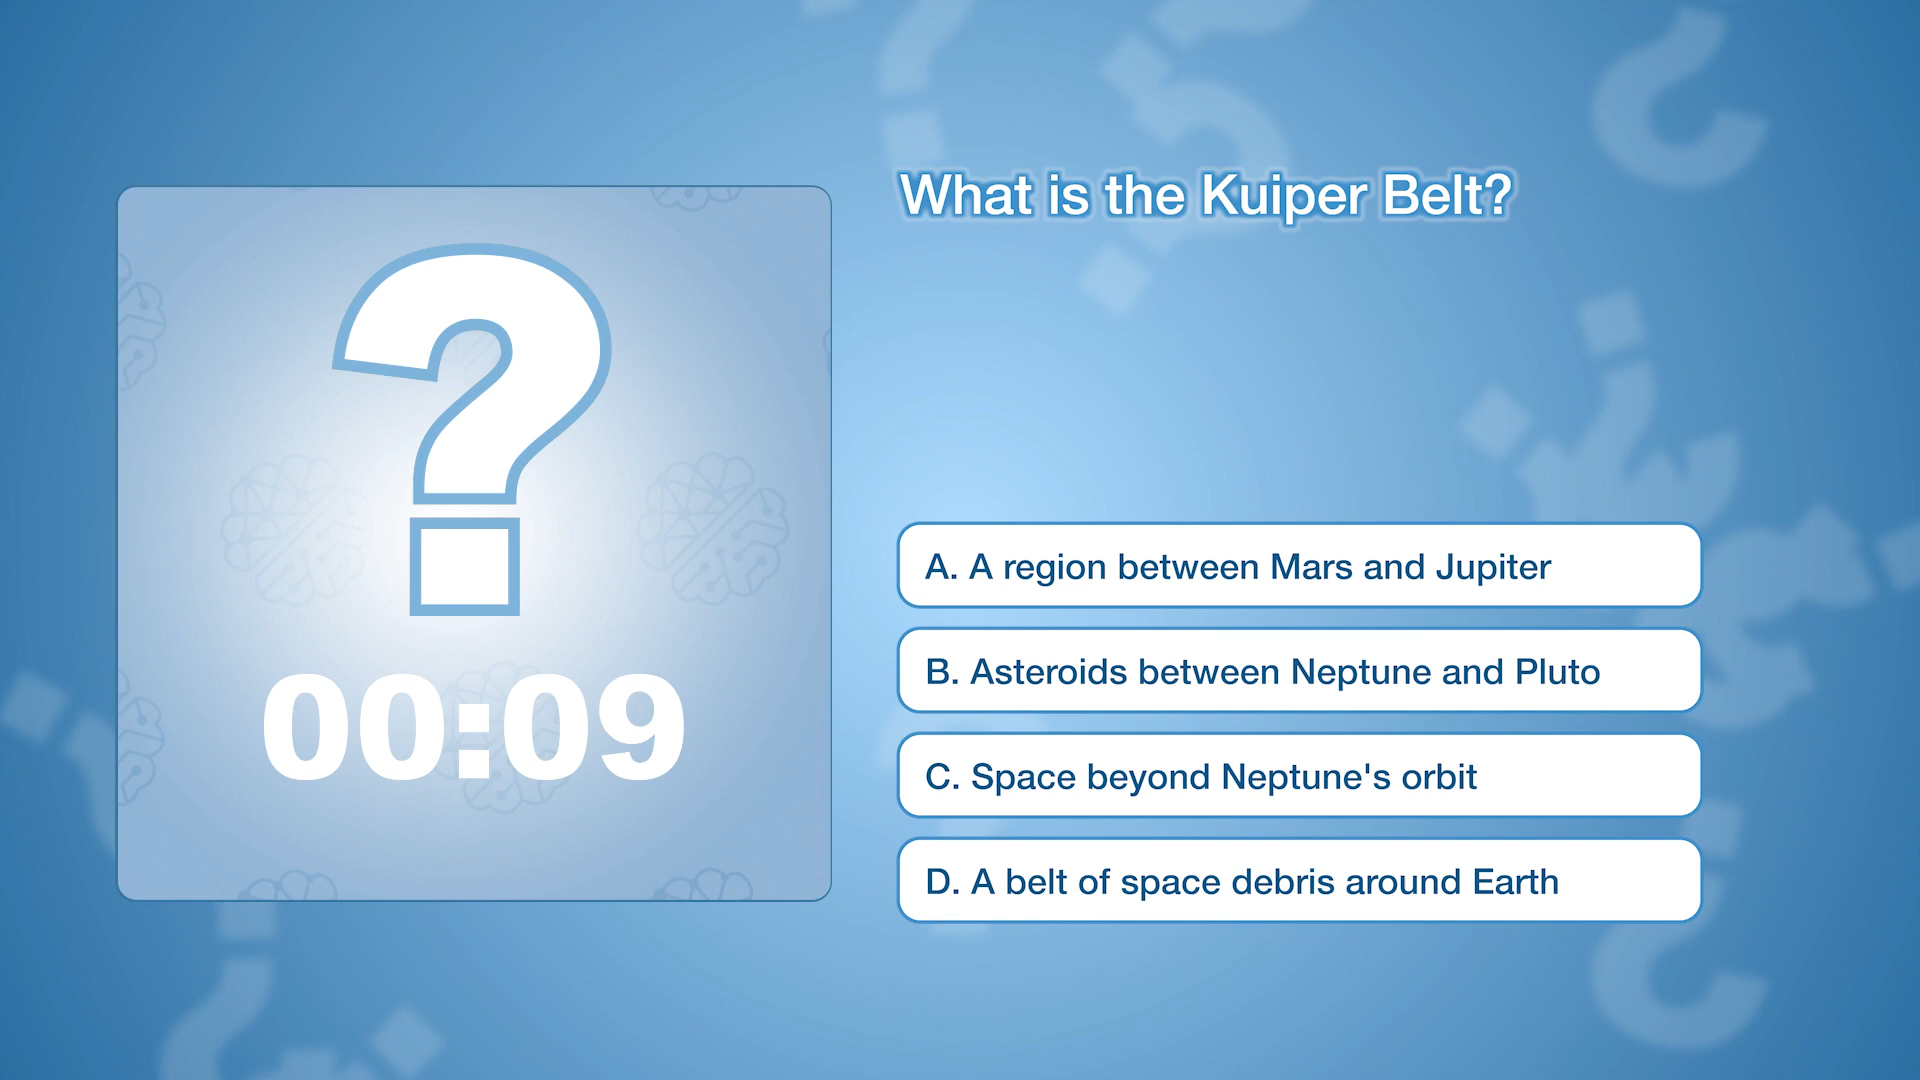 What is the Kuiper Belt?
?
00:09
A. A region between Mars and Jupiter
B. Asteroids between Neptune and Pluto
C. Space beyond Neptune's orbit
D. A belt of space debris around Earth